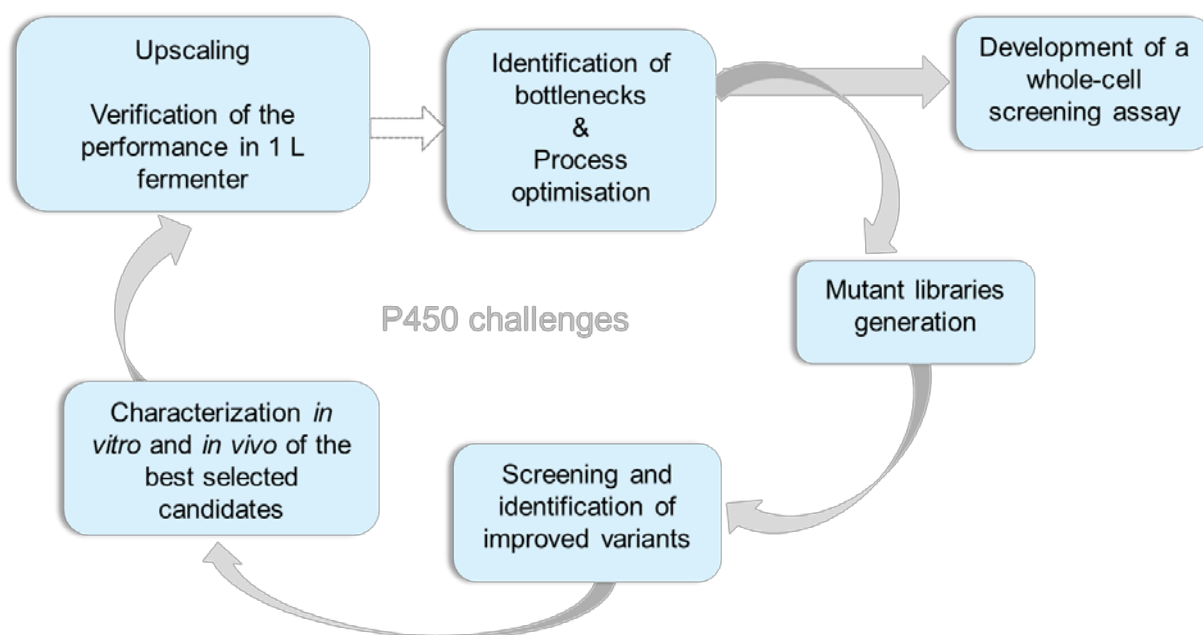 Upscaling
Verification of the
performance in 1 L
fermenter
Identification of
bottlenecks
&
Process
optimisation
Development of a
whole-cell
screening assay
Mutant libraries
generation
P450 challenges
Characterization in
vitro and in vivo of the
best selected
candidates
Screening and
identification of
improved variants